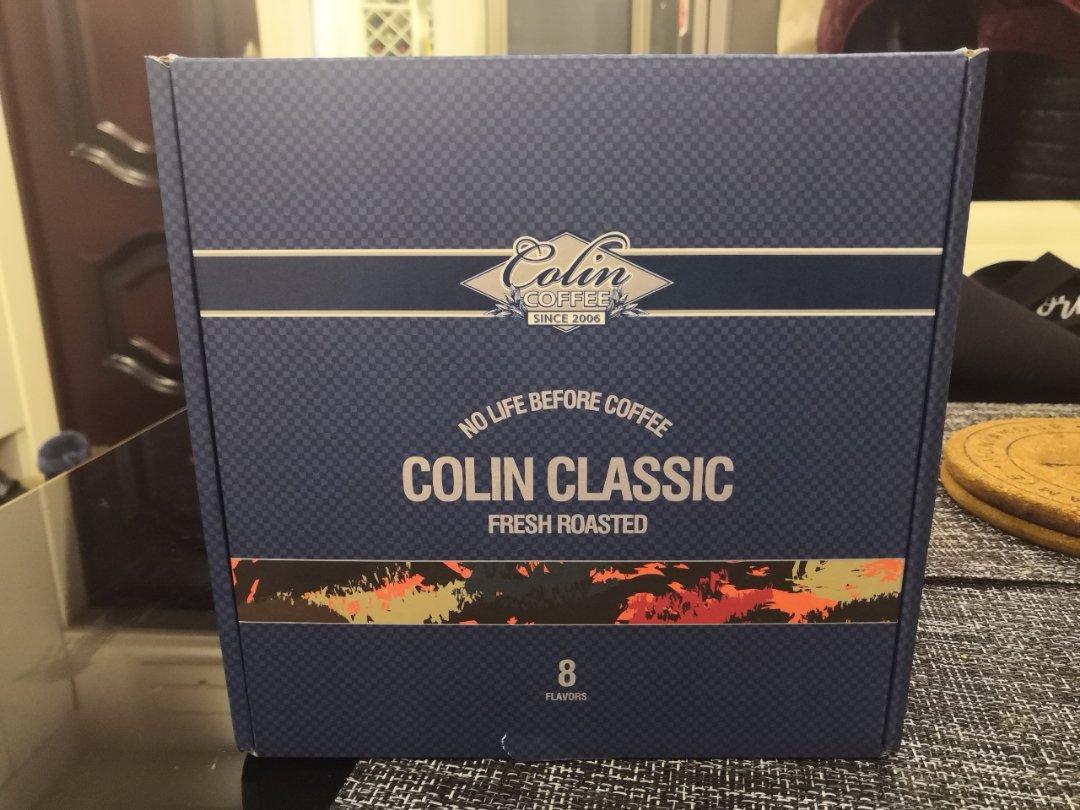 Colin
COFFEE
SINCE 2006
NO LIFE BEFORE COFFEE
COLIN CLASSIC
FRESH ROASTED
8
FLAVORS